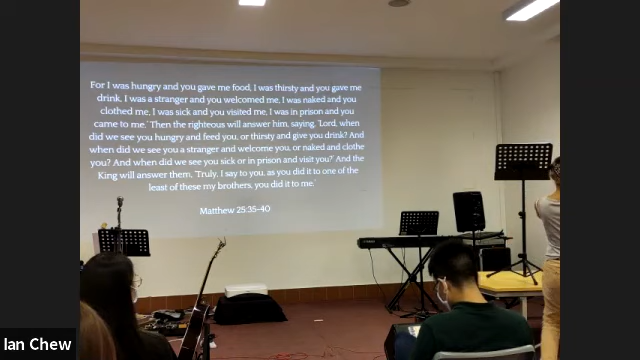 For I was hungry and you gave me food, I was thirsty and you gave me
drink, I was a stranger and you welcomed me, I was naked and you
clothed me, I was sick and you visited me, I was in prison and you
came to me.' Then the righteous will answer him, saying, 'Lord, when
did we see you hungry and feed you, or thirsty and give you drink? And
when did we see you a stranger and welcome you, or naked and clothe
you? And when did we see you sick or in prison and visit you?' And the
King will answer them, 'Truly, I say to you, as you did it to one of the
least of these my brothers, you did it to me.'
Matthew 25:35-40
Ian Chew